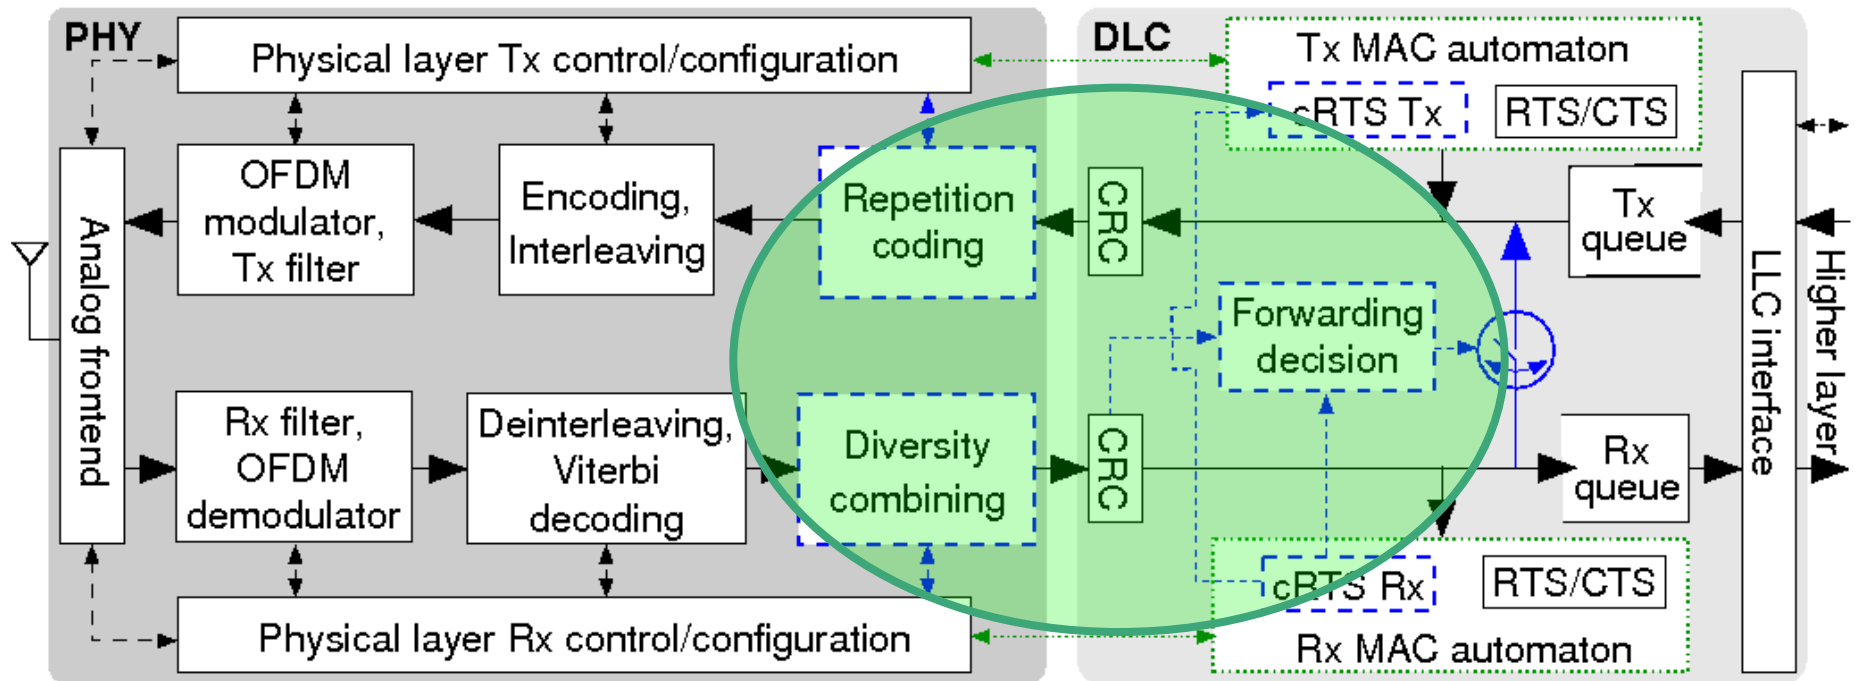 PHY
Physical layer Tx control/configuration
DLC
Tx MAC automaton
cRTS Tx
RTS/CTS
Analog frontend
OFDM
modulator,
Tx filter
Encoding,
Interleaving
Repetition
coding
CRC
Tx
queue
LLC interface
Higher layer
Forwarding
decision
Rx filter,
OFDM
demodulator
Deinterleaving,
Viterbi
decoding
Diversity
combining
CRC
Rx
queue
Physical layer Rx control/configuration
cRTS Rx
RTS/CTS
Rx MAC automaton